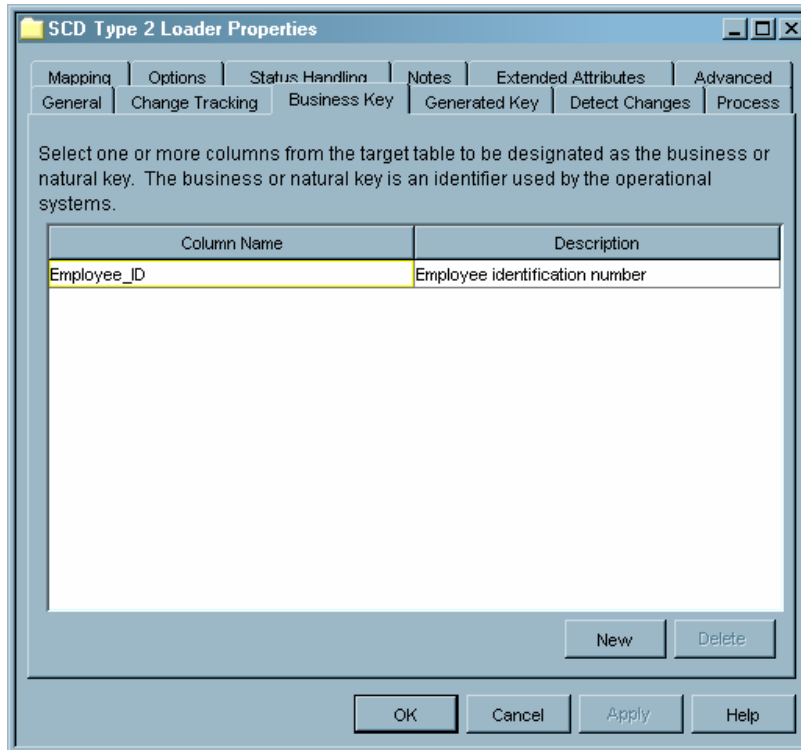 SCD Type 2 Loader Properties
Mapping Options Status Handling Notes Extended Attributes Advanced
General Change Tracking Business Key Generated Key Detect Changes Process
Select one or more columns from the target table to be designated as the business or
natural key. The business or natural key is an identifier used by the operational
systems.
Column Name Description
Employee_ID Employee identification number
New Delete
OK Cancel Apply Help